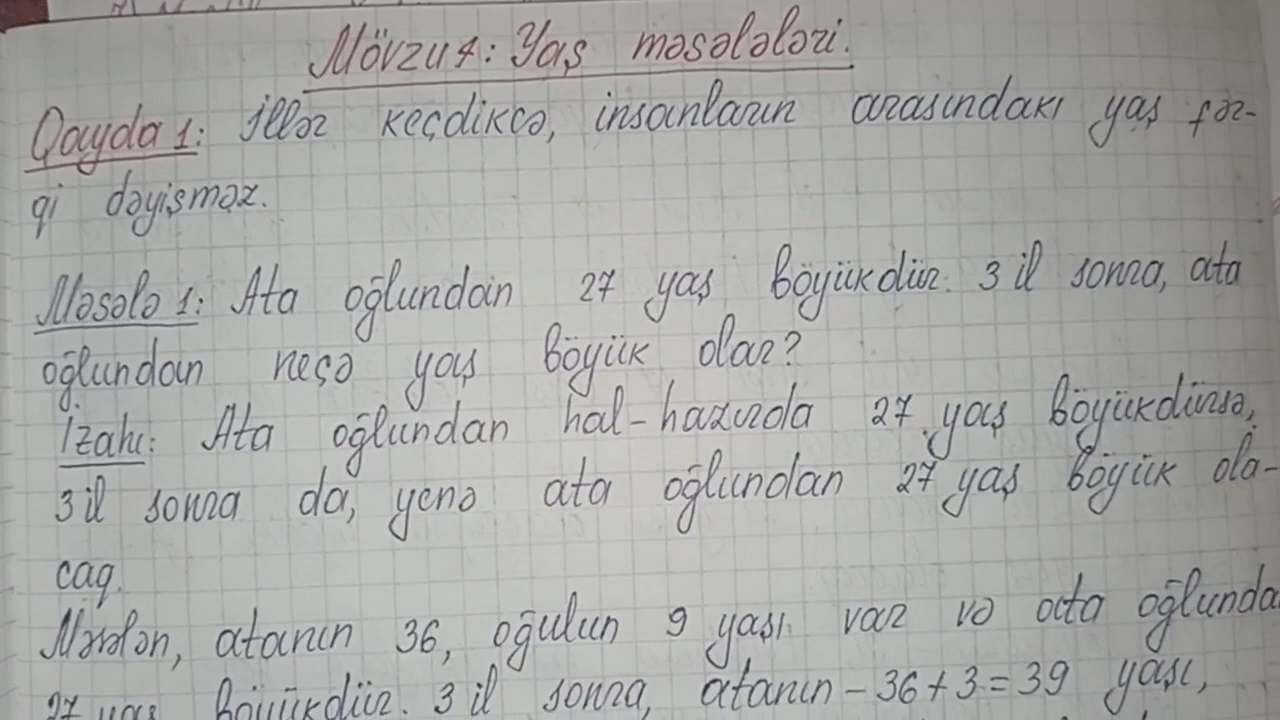 Mövzu 4: Yaş məsələləri.
Qayda 1: İllər keçdikcə, insanların arasındakı yaş fər-
qi dəyişməz.
Məsələ 1: Ata oğlundan 27 yaş böyükdür. 3 il sonra, ata
oğlundan neçə yaş böyük olar?
İzahı: Ata oğlundan hal-hazırda 27 yaş böyükdürsə,
3 il sonra da, yenə ata oğlundan 27 yaş böyük ola-
caq.
Məsələn, atanın 36, oğulun 9 yaşı var və ata oğlunda
27 yaş böyükdür. 3 il sonra, atanın - 36 + 3 = 39 yaşı,